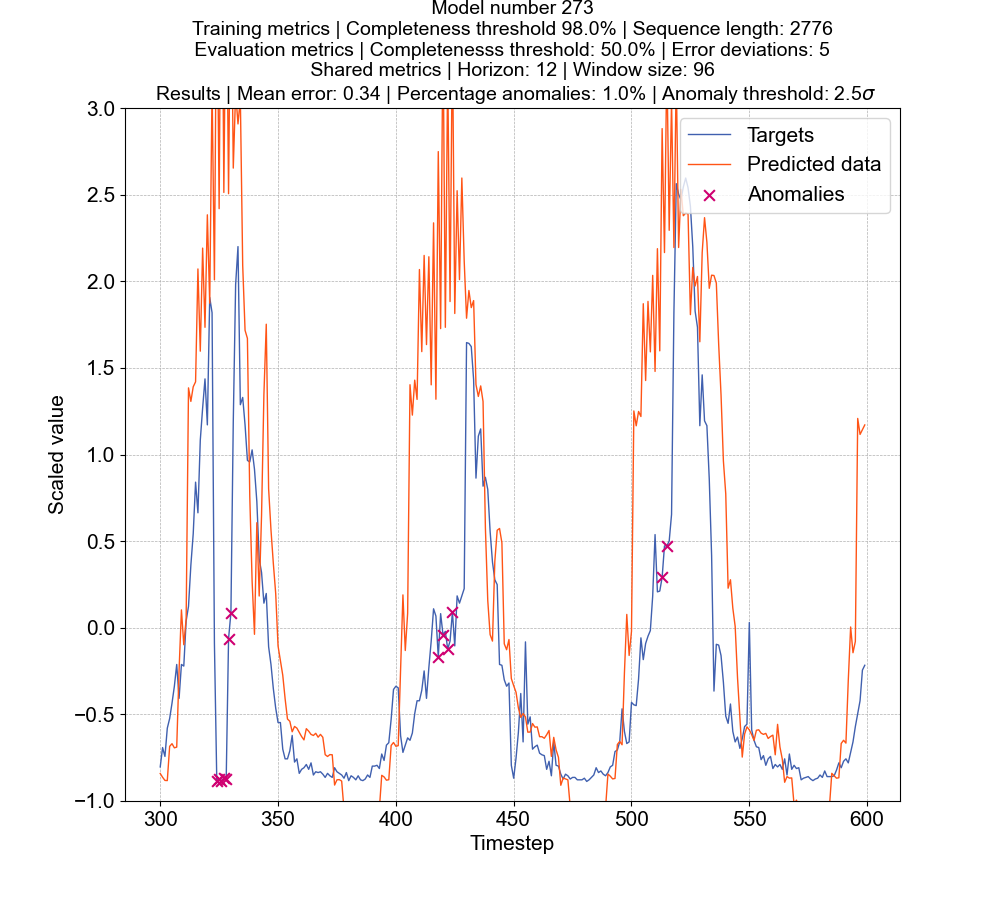 Model number 273
Training metrics | Completeness threshold 98.0% | Sequence length: 2776
Evaluation metrics | Completenesss threshold: 50.0% | Error deviations: 5
Shared metrics | Horizon: 12 | Window size: 96
Results | Mean error: 0.34 | Percentage anomalies: 1.0% | Anomaly threshold: 2.5σ
Targets
Predicted data
Anomalies
Scaled value
3.0
2.5
2.0
1.5
1.0
0.5
0.0
−0.5
−1.0
300
350
400
450
500
550
600
Timestep